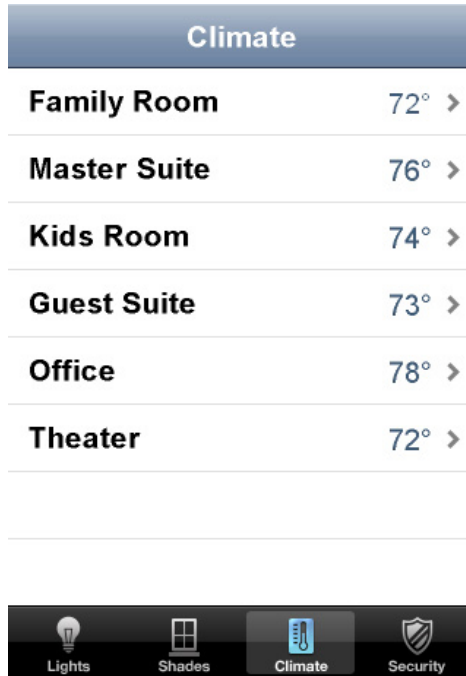 Climate
Family Room 72° >
Master Suite 76° >
Kids Room 74° >
Guest Suite 73° >
Office 78° >
Theater 72° >
Lights Shades Climate Security